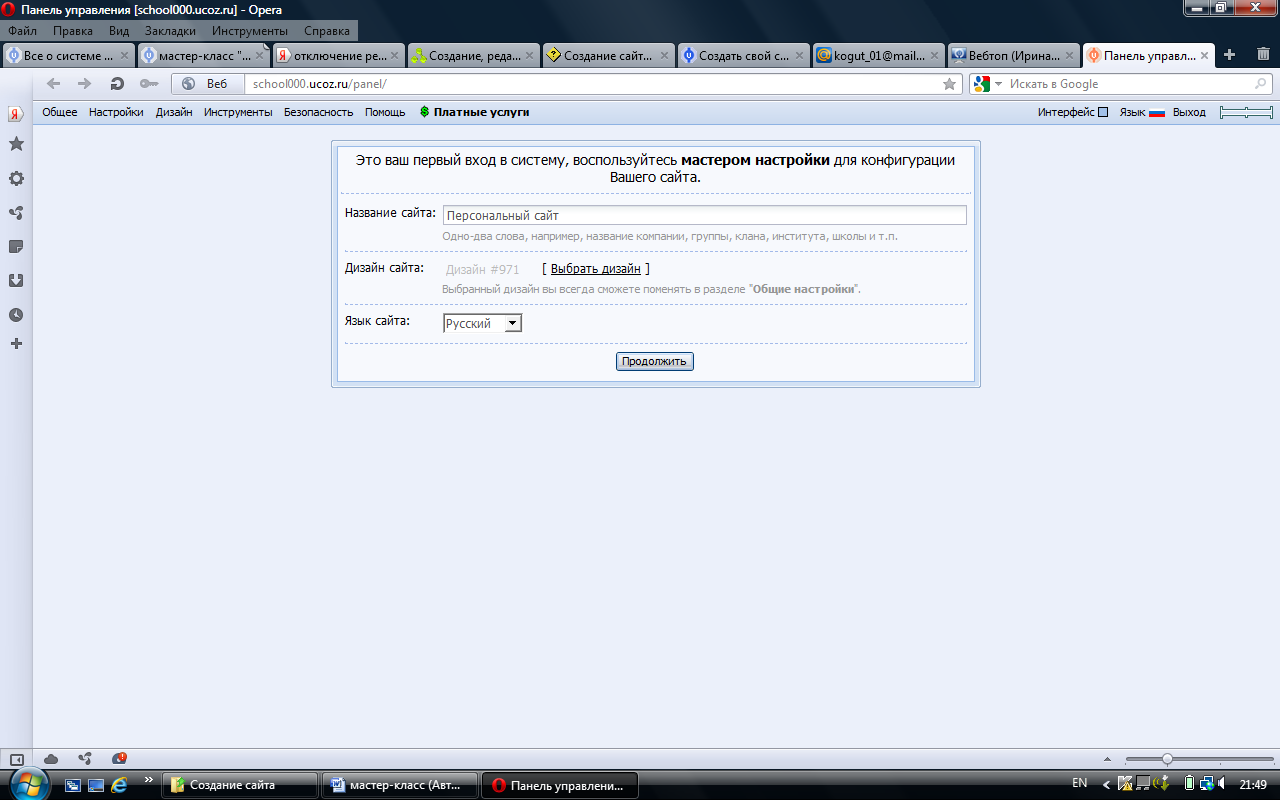 Панель управления [school000.ucoz.ru] - Opera
Файл Правка Вид Закладки Инструменты Справка
Все о системе ... мастер-класс "... отключение ре... Создание, реда... Создание сайт... Создать свой с... kogut_01@mail... Вебтоп (Ирина... Панель управл...
Веб school000.ucoz.ru/panel/ Искать в Google
Общее Настройки Дизайн Инструменты Безопасность Помощь $ Платные услуги Интерфейс Язык Выход
Это ваш первый вход в систему, воспользуйтесь мастером настройки для конфигурации
Вашего сайта.
Название сайта: Персональный сайт
Одно-два слова, например, название компании, группы, клана, института, школы и т.п.
Дизайн сайта: Дизайн #971 [ Выбрать дизайн ]
Выбранный дизайн вы всегда сможете поменять в разделе "Общие настройки".
Язык сайта: Русский
Продолжить
Создание сайта мастер-класс (Авт... Панель управлени... EN 21:49